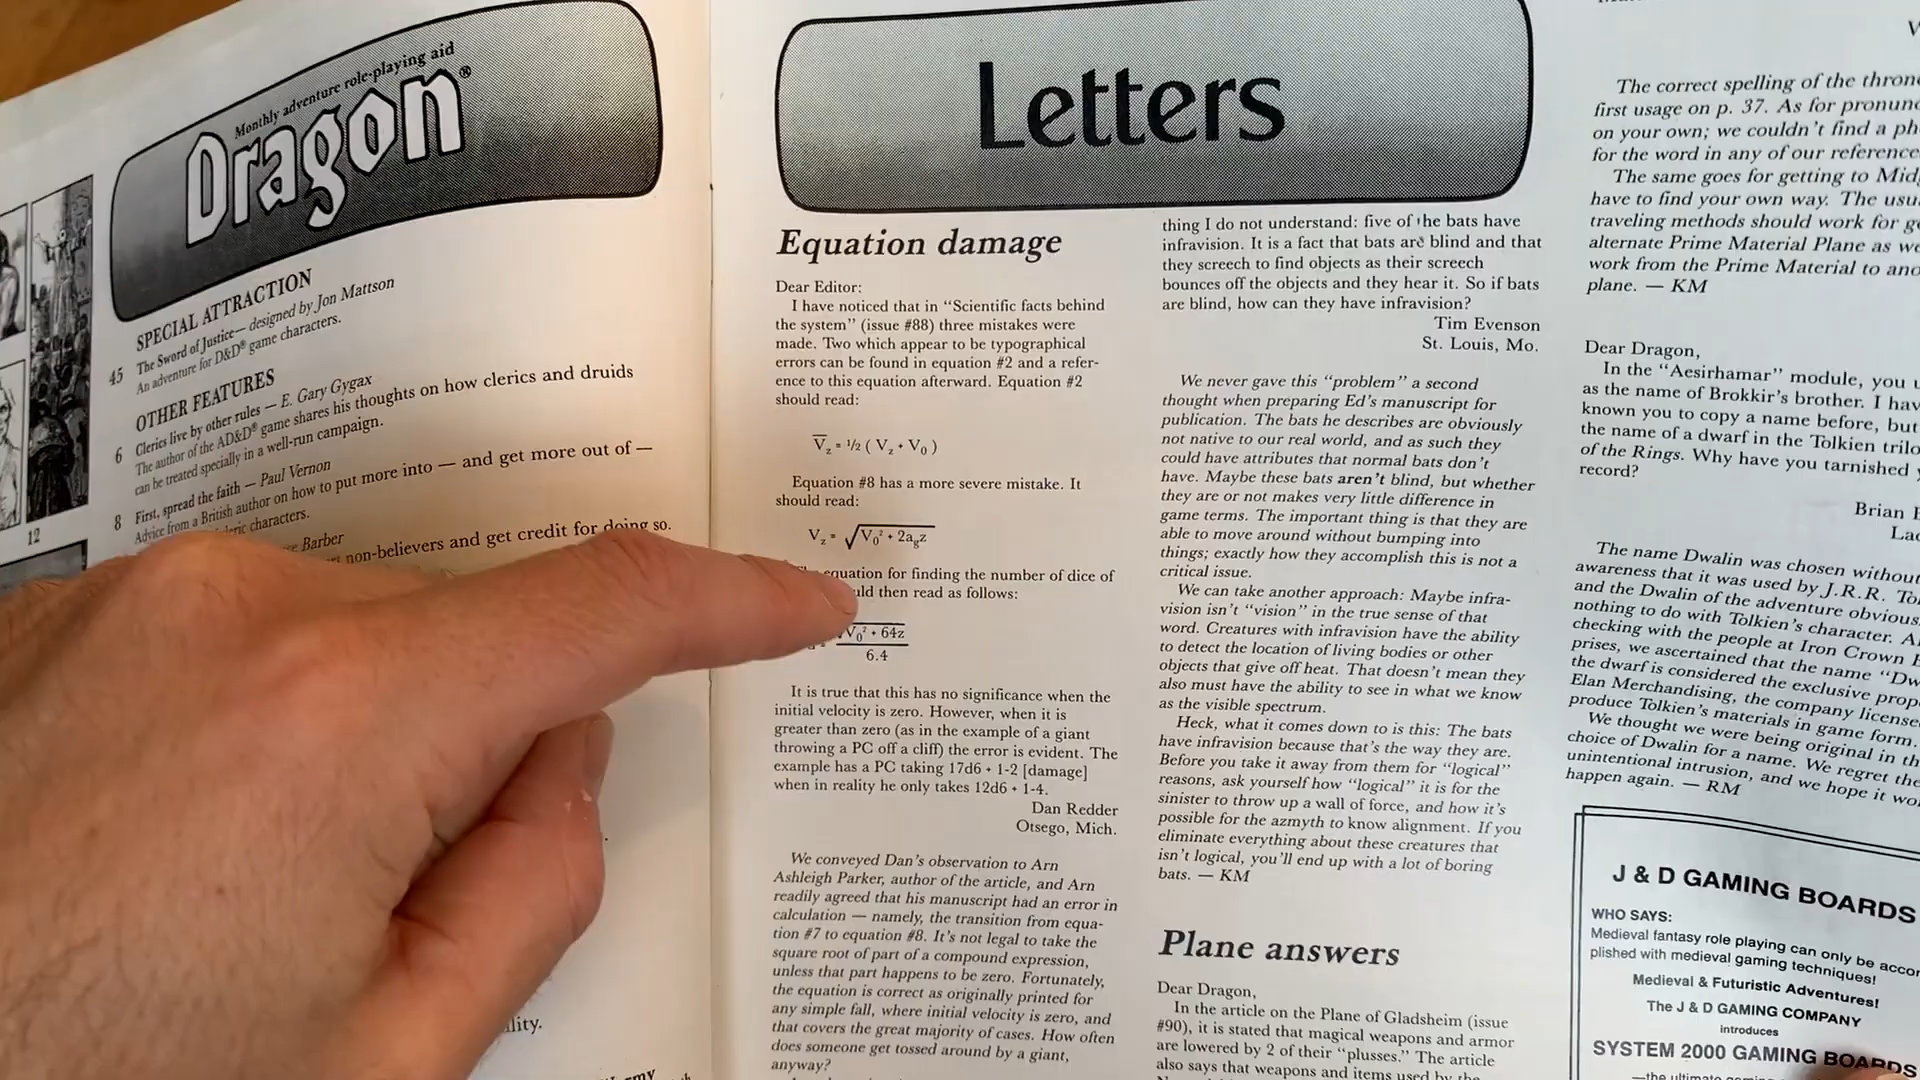 Monthly adventure role-playing aid
Dragon®
SPECIAL ATTRACTION
45 The Sword of Justice — designed by Jon Mattson
An adventure for D&D® game characters.
OTHER FEATURES
6 Clerics live by other rules — E. Gary Gygax
The author of the AD&D® game shares his thoughts on how clerics and druids
can be treated specially in a well-run campaign.
8 First, spread the faith — Paul Vernon
Advice from a British author on how to put more into — and get more out of —
characters.
Barber
non-believers and get credit for doing so.
12
Letters
Equation damage
Dear Editor:
I have noticed that in “Scientific facts behind
the system” (issue #88) three mistakes were
made. Two which appear to be typographical
errors can be found in equation #2 and a refer-
ence to this equation afterward. Equation #2
should read:
V̅z = ½ ( Vz + V0 )
Equation #8 has a more severe mistake. It
should read:
Vz = √V0² + 2agz
equation for finding the number of dice of
then read as follows:
√V0² + 64z
6.4
It is true that this has no significance when the
initial velocity is zero. However, when it is
greater than zero (as in the example of a giant
throwing a PC off a cliff) the error is evident. The
example has a PC taking 17d6 + 1-2 [damage]
when in reality he only takes 12d6 + 1-4.
Dan Redder
Otsego, Mich.
We conveyed Dan’s observation to Arn
Ashleigh Parker, author of the article, and Arn
readily agreed that his manuscript had an error in
calculation — namely, the transition from equa-
tion #7 to equation #8. It’s not legal to take the
square root of part of a compound expression,
unless that part happens to be zero. Fortunately,
the equation is correct as originally printed for
any simple fall, where initial velocity is zero, and
that covers the great majority of cases. How often
does someone get tossed around by a giant,
anyway?
thing I do not understand: five of the bats have
infravision. It is a fact that bats are blind and that
they screech to find objects as their screech
bounces off the objects and they hear it. So if bats
are blind, how can they have infravision?
Tim Evenson
St. Louis, Mo.
We never gave this “problem” a second
thought when preparing Ed’s manuscript for
publication. The bats he describes are obviously
not native to our real world, and as such they
could have attributes that normal bats don’t
have. Maybe these bats aren’t blind, but whether
they are or not makes very little difference in
game terms. The important thing is that they are
able to move around without bumping into
things; exactly how they accomplish this is not a
critical issue.
We can take another approach: Maybe infra-
vision isn’t “vision” in the true sense of that
word. Creatures with infravision have the ability
to detect the location of living bodies or other
objects that give off heat. That doesn’t mean they
also must have the ability to see in what we know
as the visible spectrum.
Heck, what it comes down to is this: The bats
have infravision because that’s the way they are.
Before you take it away from them for “logical”
reasons, ask yourself how “logical” it is for the
sinister to throw up a wall of force, and how it’s
possible for the azmyth to know alignment. If you
eliminate everything about these creatures that
isn’t logical, you’ll end up with a lot of boring
bats. — KM
Plane answers
Dear Dragon,
In the article on the Plane of Gladsheim (issue
#90), it is stated that magical weapons and armor
are lowered by 2 of their “plusses.” The article
also says that weapons and items used by the
The correct spelling of the
first usage on p. 37. As for
on your own; we couldn’t find a
for the word in any of our
The same goes for getting to
have to find your own way. The
traveling methods should work for
alternate Prime Material Plane as
work from the Prime Material to
plane. — KM
Dear Dragon,
In the “Aesirhamar” module, you
as the name of Brokkir’s brother. I
known you to copy a name before, but
the name of a dwarf in the Tolkien
of the Rings. Why have you tarnished
record?
Brian
The name Dwalin was chosen without
awareness that it was used by J.R.R.
and the Dwalin of the adventure
nothing to do with Tolkien’s character.
checking with the people at Iron Crown
prises, we ascertained that the name
the dwarf is considered the exclusive
Elan Merchandising, the company
produce Tolkien’s materials in game form.
We thought we were being original in
choice of Dwalin for a name. We regret the
unintentional intrusion, and we hope it
happen again. — RM
J & D GAMING BOARDS
WHO SAYS:
Medieval fantasy role playing can only be
plished with medieval gaming techniques!
Medieval & Futuristic Adventures!
The J & D GAMING COMPANY
introduces
SYSTEM 2000 GAMING BOARDS
—the ultimate